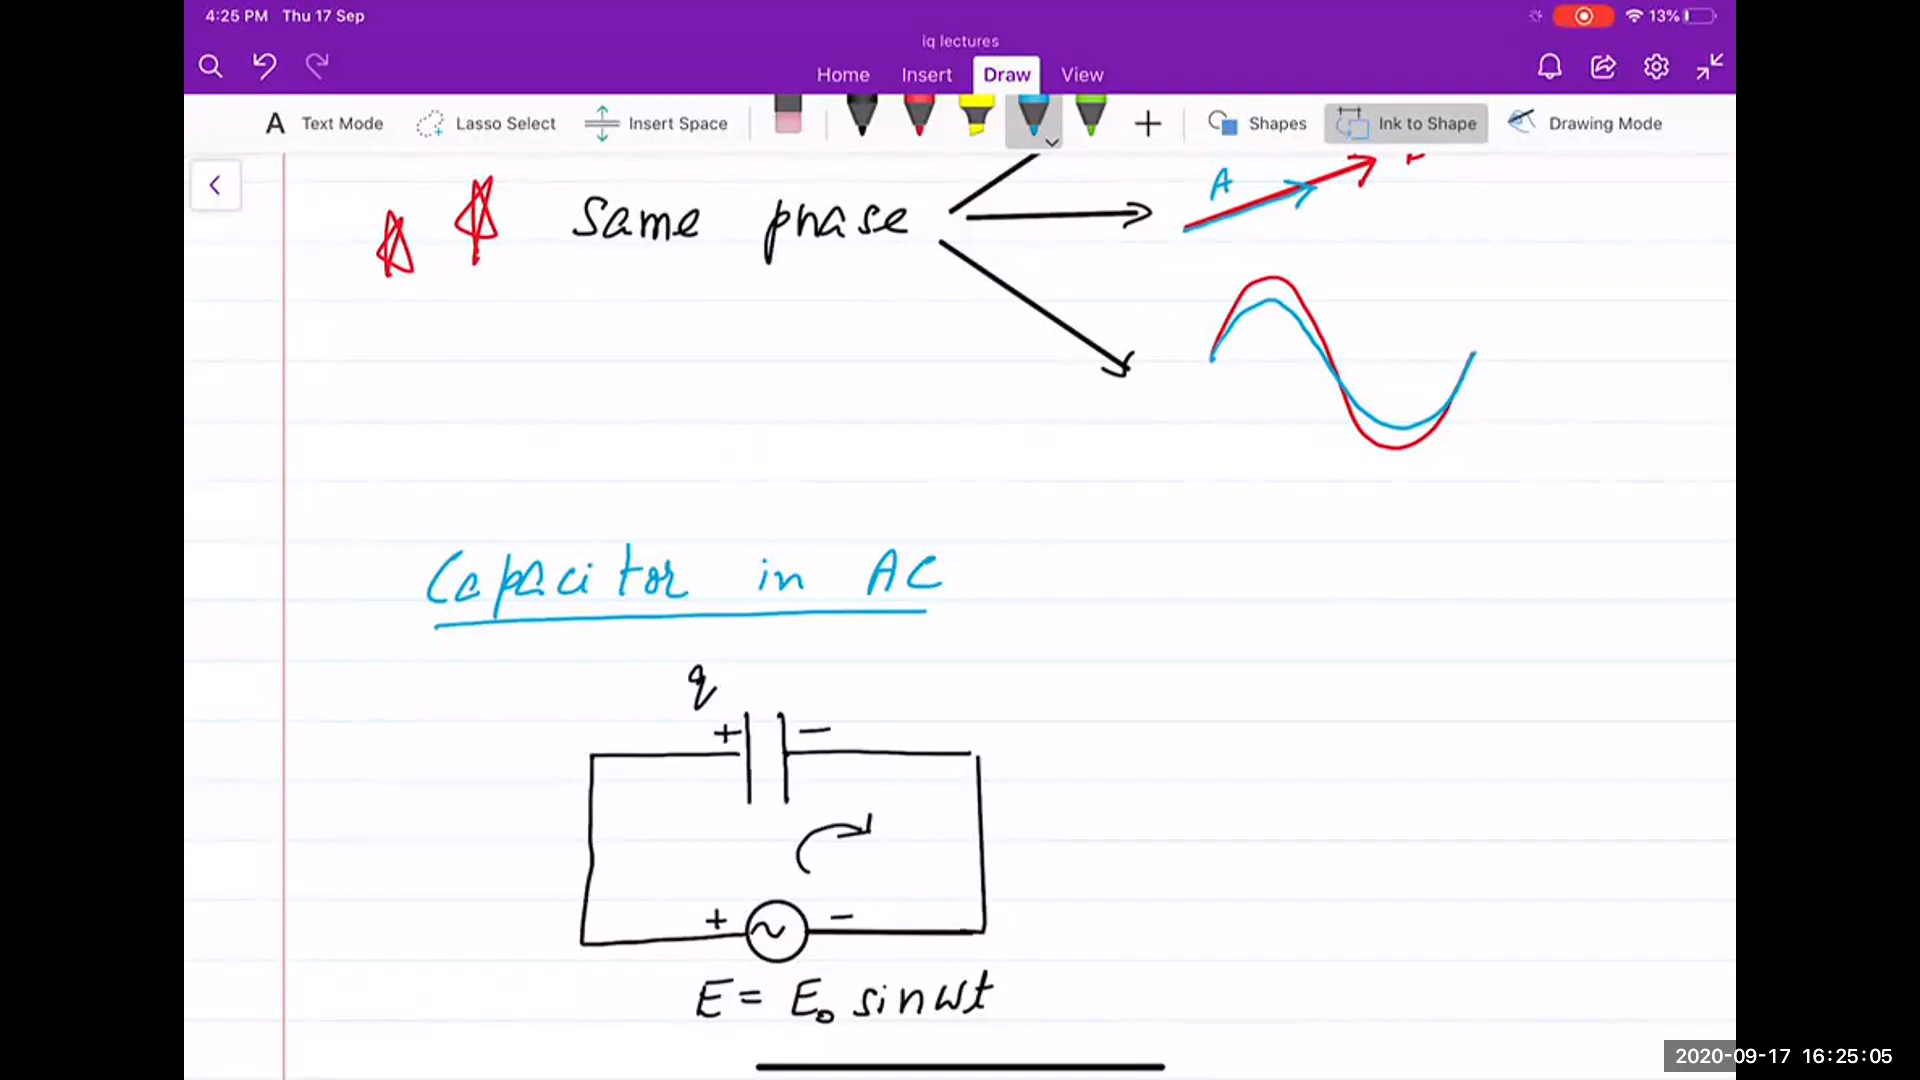 4:25 PM Thu 17 Sep
13%
iq lectures
Home Insert Draw View
A Text Mode Lasso Select Insert Space Shapes Ink to Shape Drawing Mode
A
Same phase
Capacitor in AC
q
+ −
+ ~ −
E = E₀ sinωt
2020-09-17 16:25:05